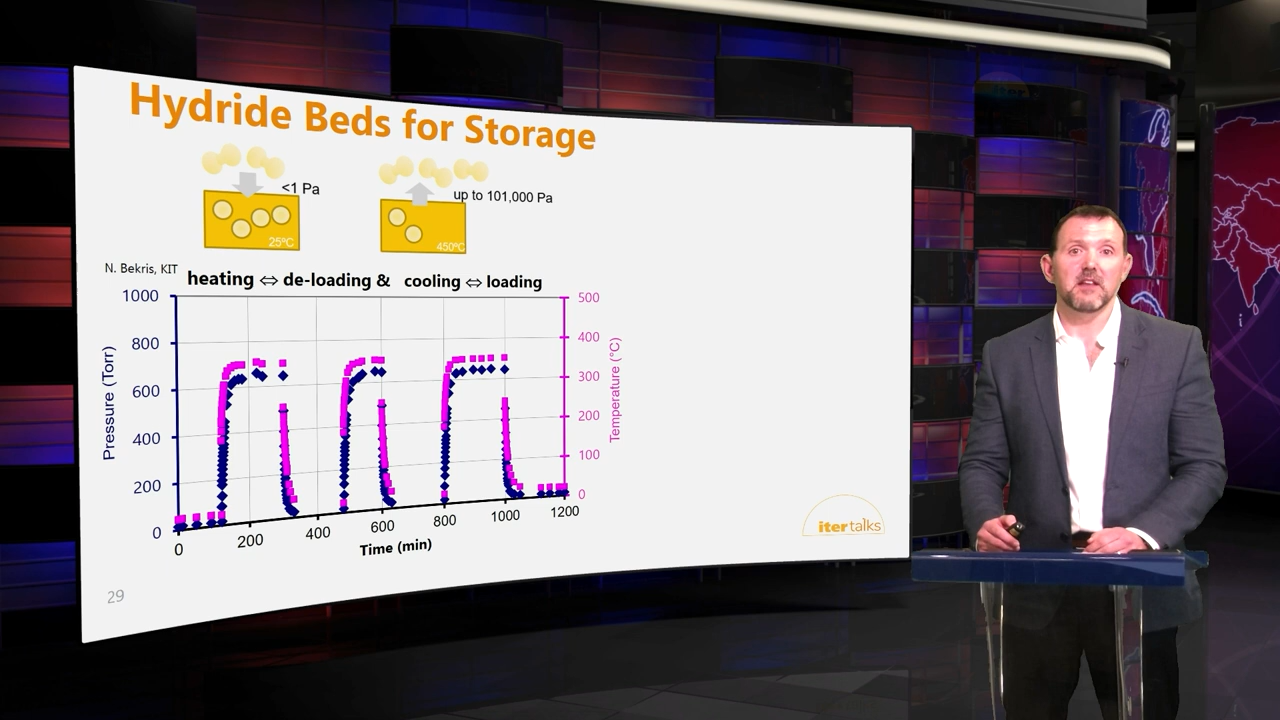 Hydride Beds for Storage
<1 Pa
up to 101,000 Pa
25ºC
450ºC
N. Bekris, KIT
heating ⇔ de-loading & cooling ⇔ loading
1000
800
600
400
200
0
Pressure (Torr)
500
400
300
200
100
0
Temperature (°C)
0
200
400
600
800
1000
1200
Time (min)
iter talks
29